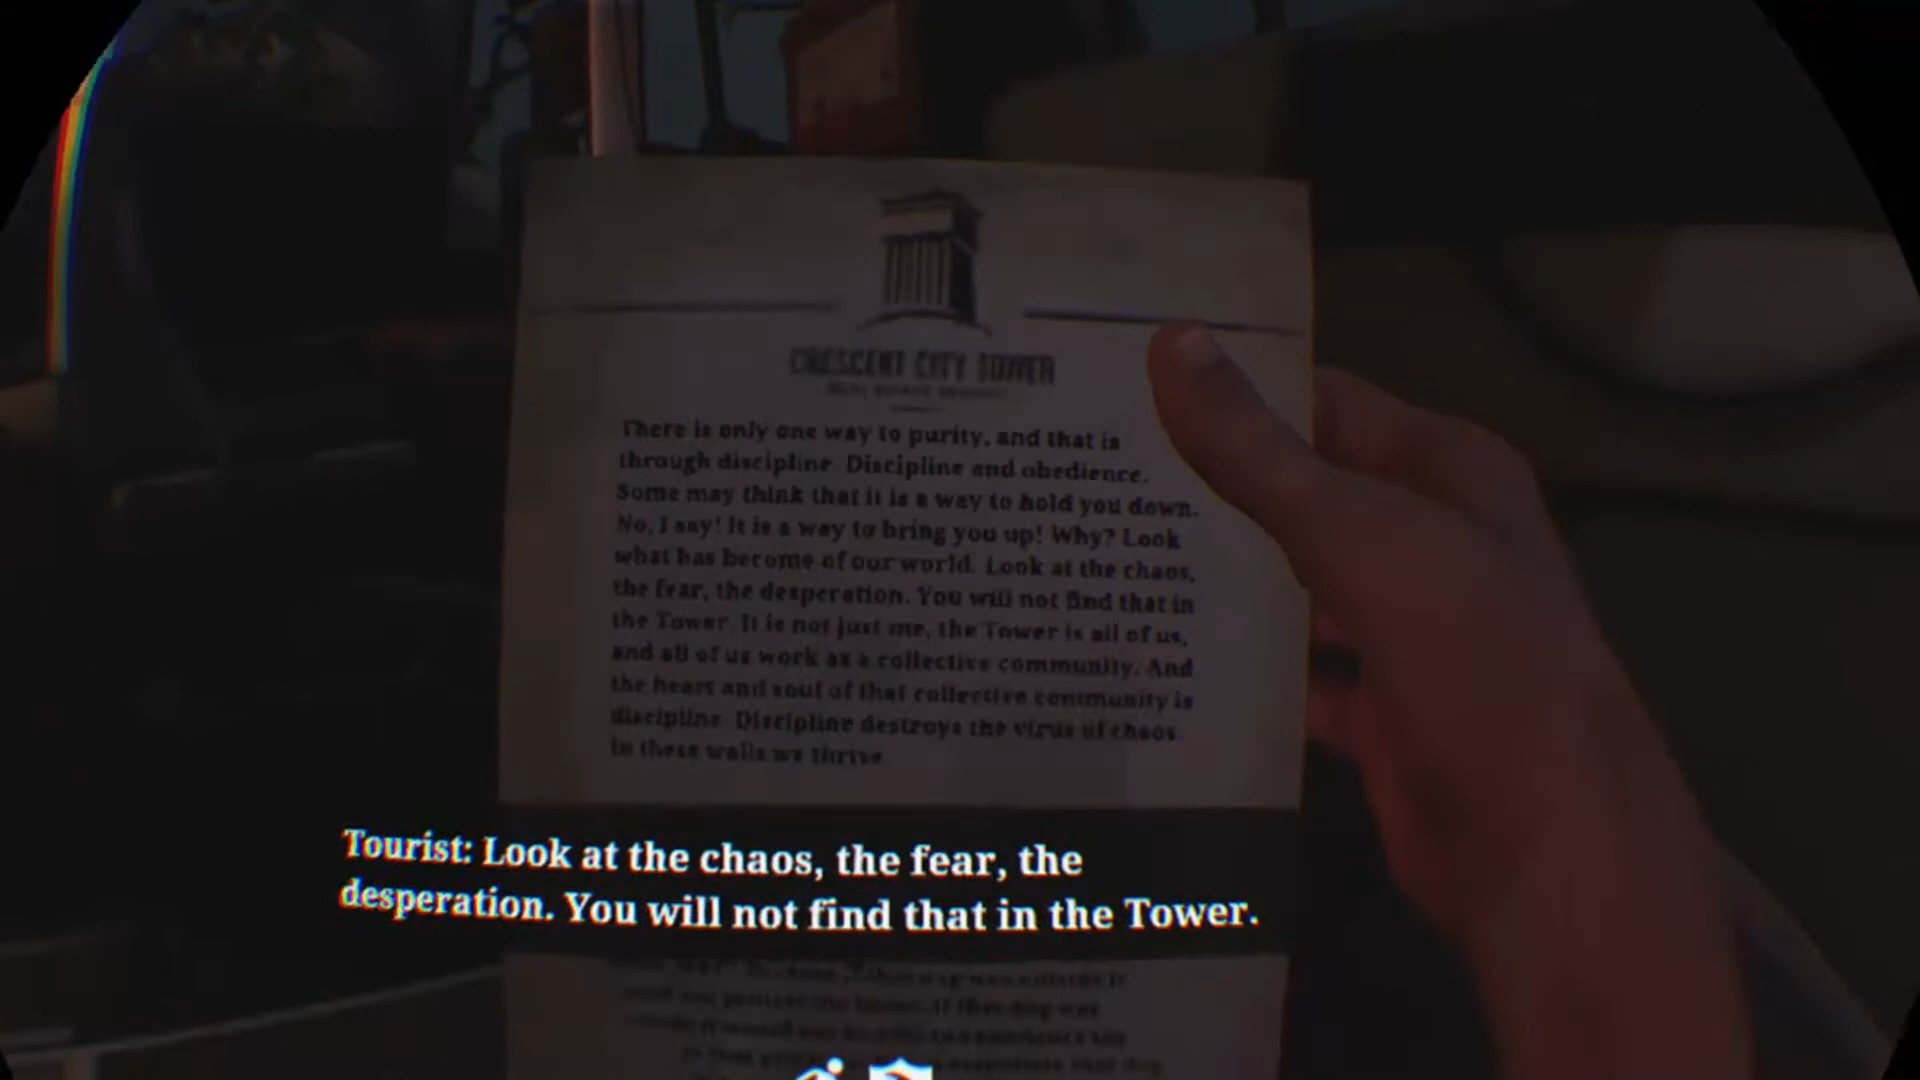 CRESCENT CITY TOWER
There is only one way to purity, and that is
through discipline. Discipline and obedience.
Some may think that it is a way to hold you down.
No, I say! It is a way to bring you up! Why? Look
what has become of our world. Look at the chaos,
the fear, the desperation. You will not find that in
the Tower. It is not just me, the Tower is all of us,
and all of us work as a collective community. And
the heart and soul of that collective community is
discipline. Discipline destroys the virus of chaos.
In these walls we thrive.
Tourist: Look at the chaos, the fear, the
desperation. You will not find that in the Tower.